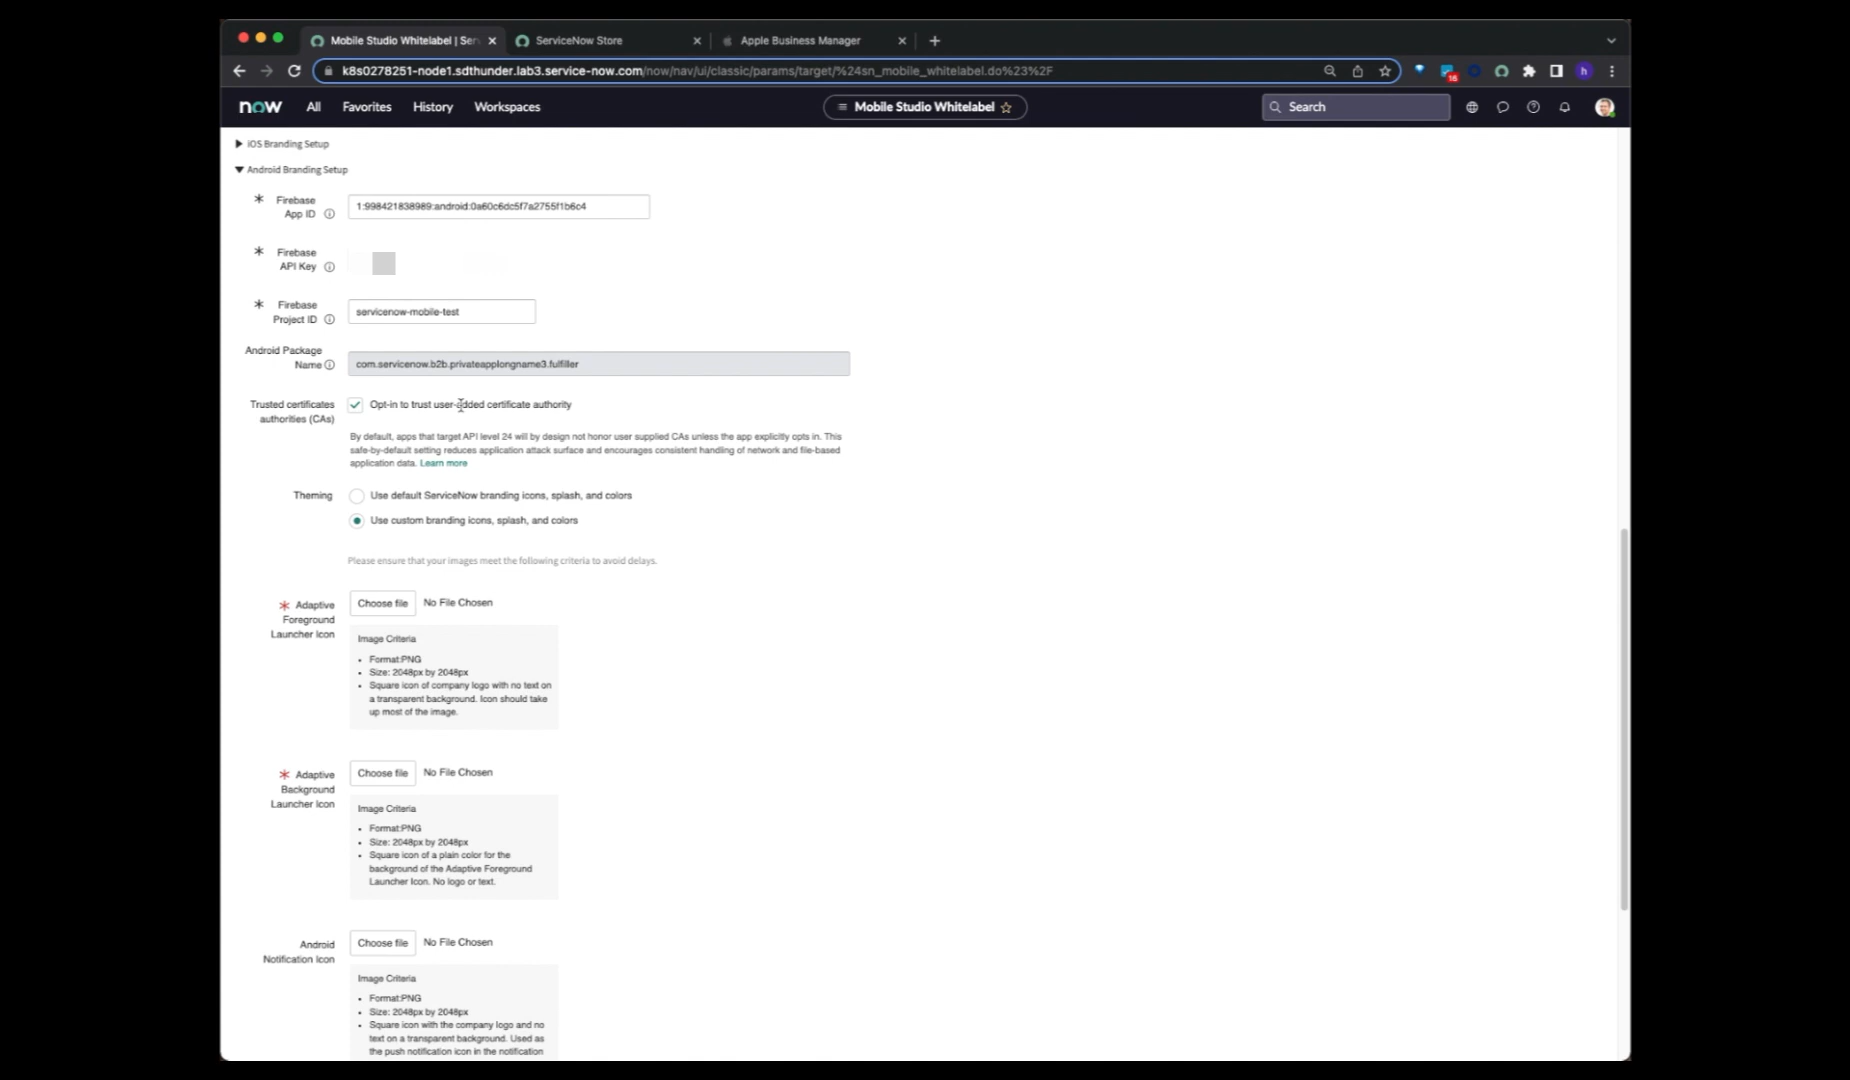 Mobile Studio Whitelabel | Ser
ServiceNow Store
Apple Business Manager
k8s0278251-node1.sdthunder.lab3.service-now.com/now/nav/ui/classic/params/target/%24sn_mobile_whitelabel.do%23%2F
16
h
now
All
Favorites
History
Workspaces
Mobile Studio Whitelabel
Search
iOS Branding Setup
Android Branding Setup
* Firebase
App ID
1:998421838989:android:0a60c6dc5f7a2755f1b6c4
* Firebase
API Key
* Firebase
Project ID
servicenow-mobile-test
Android Package
Name
com.servicenow.b2b.privateapplongname3.fulfiller
Trusted certificates
authorities (CAs)
Opt-in to trust user-added certificate authority
By default, apps that target API level 24 will by design not honor user supplied CAs unless the app explicitly opts in. This
safe-by-default setting reduces application attack surface and encourages consistent handling of network and file-based
application data. Learn more
Theming
Use default ServiceNow branding icons, splash, and colors
Use custom branding icons, splash, and colors
Please ensure that your images meet the following criteria to avoid delays.
* Adaptive
Foreground
Launcher Icon
Choose file
No File Chosen
Image Criteria
• Format:PNG
• Size: 2048px by 2048px
• Square icon of company logo with no text on
a transparent background. Icon should take
up most of the image.
* Adaptive
Background
Launcher Icon
Choose file
No File Chosen
Image Criteria
• Format:PNG
• Size: 2048px by 2048px
• Square icon of a plain color for the
background of the Adaptive Foreground
Launcher Icon. No logo or text.
Android
Notification Icon
Choose file
No File Chosen
Image Criteria
• Format:PNG
• Size: 2048px by 2048px
• Square icon with the company logo and no
text on a transparent background. Used as
the push notification icon in the notification